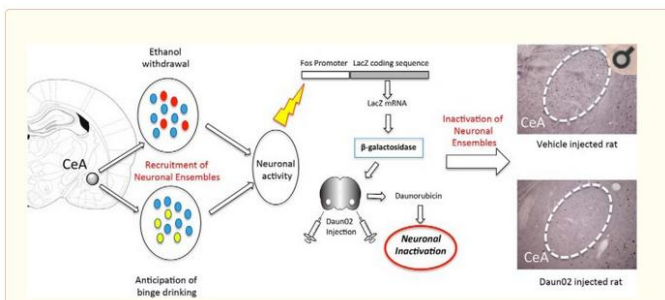 Ethanol
withdrawal
CeA
Recruitment of
Neuronal Ensembles
Anticipation of
binge drinking
Neuronal
activity
Fos Promoter
LacZ coding sequence
LacZ mRNA
β-galactosidase
Daun02
Injection
Daunorubicin
Neuronal
Inactivation
Inactivation of
Neuronal
Ensembles
CeA
Vehicle injected rat
CeA
Daun02 injected rat